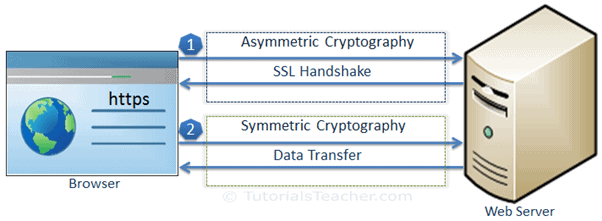 1
Asymmetric Cryptography
SSL Handshake
https
2
Symmetric Cryptography
Data Transfer
Browser
© TutorialsTeacher.com
Web Server